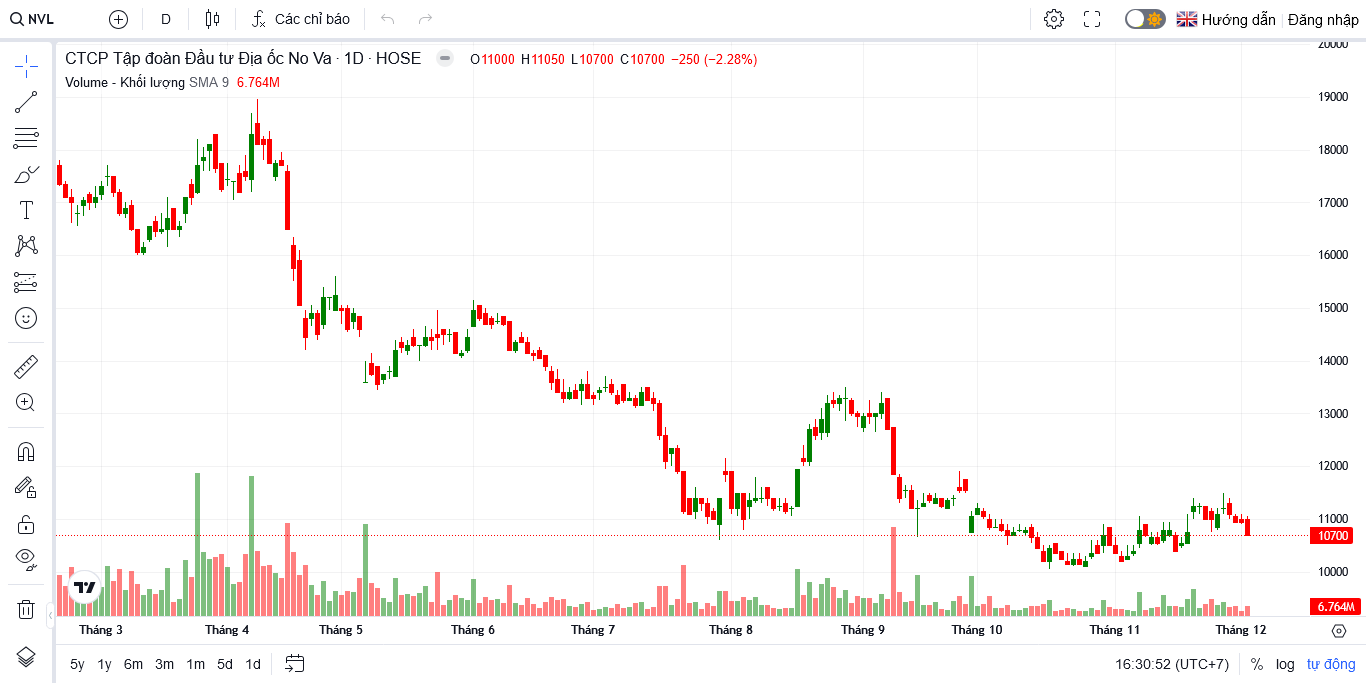 NVL D Các chỉ báo Hướng dẫn Đăng nhập
CTCP Tập đoàn Đầu tư Địa ốc No Va · 1D · HOSE O11000 H11050 L10700 C10700 −250 (−2.28%)
Volume - Khối lượng SMA 9 6.764M
20000
19000
18000
17000
16000
15000
14000
13000
12000
11000
10700
10000
6.764M
Tháng 3 Tháng 4 Tháng 5 Tháng 6 Tháng 7 Tháng 8 Tháng 9 Tháng 10 Tháng 11 Tháng 12
5y 1y 6m 3m 1m 5d 1d 16:30:52 (UTC+7) % log tự động